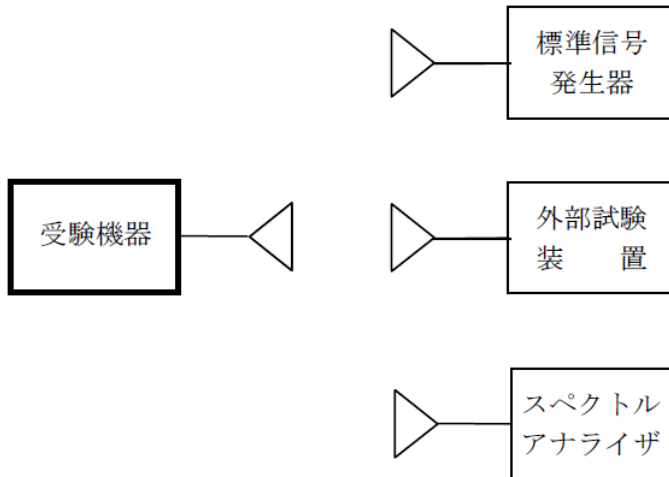 標準信号
発生器
受験機器
外部試験
装　　置
スペクトル
アナライザ